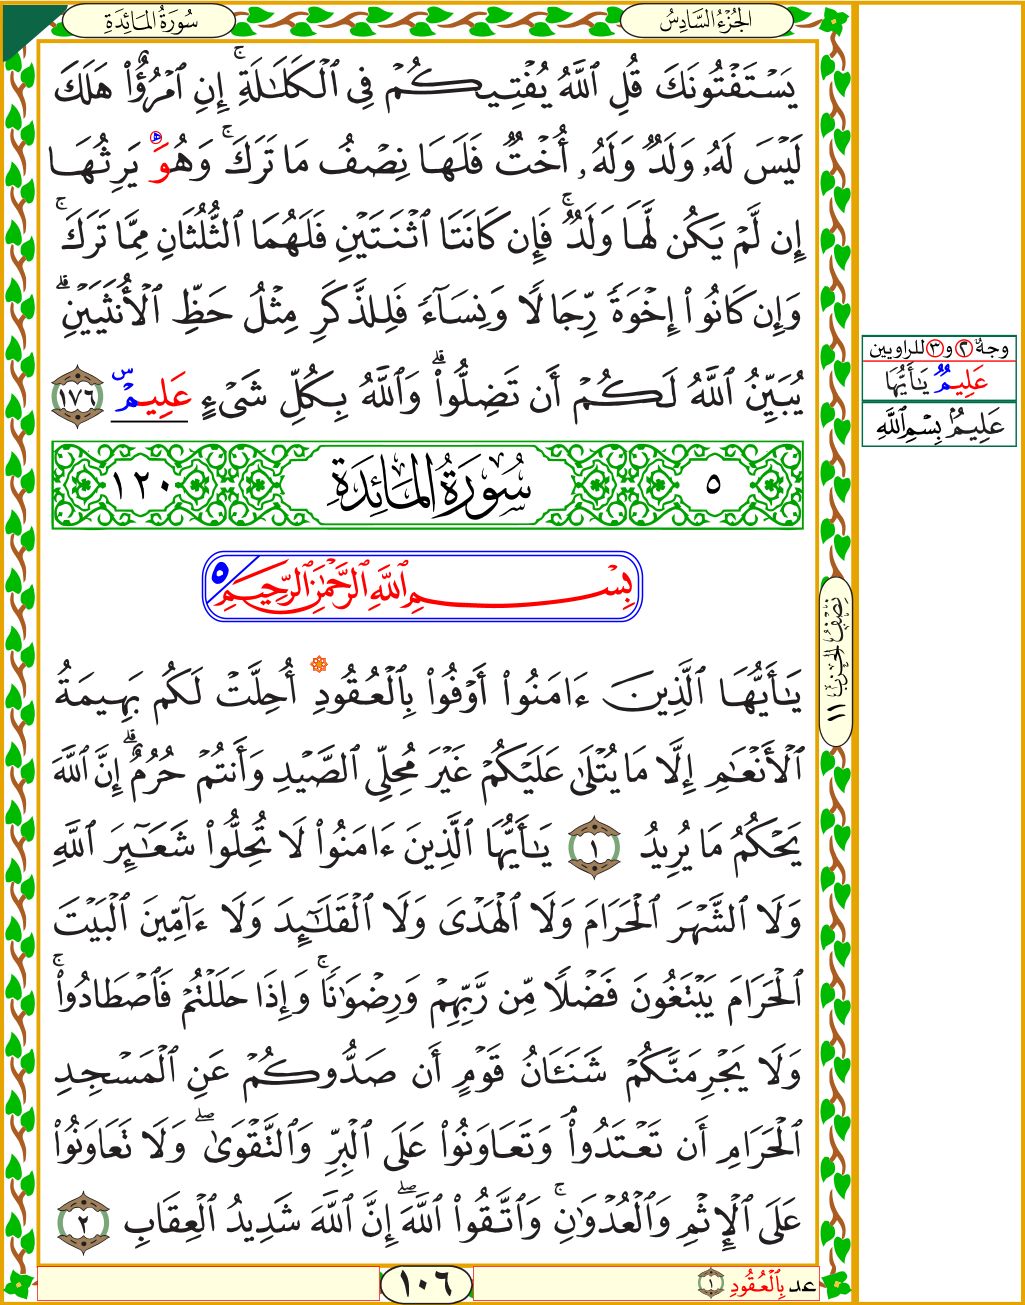 سُورَةُ المَائِدَةِ
الجُزْءُ السَّادِسُ
يَسۡتَفۡتُونَكَ قُلِ ٱللَّهُ يُفۡتِيكُمۡ فِي ٱلۡكَلَٰلَةِۚ إِنِ ٱمۡرُؤٌاْ هَلَكَ
لَيۡسَ لَهُۥ وَلَدٞ وَلَهُۥٓ أُخۡتٞ فَلَهَا نِصۡفُ مَا تَرَكَۚ وَهُوَ يَرِثُهَا
إِن لَّمۡ يَكُن لَّهَا وَلَدٞۚ فَإِن كَانَتَا ٱثۡنَتَيۡنِ فَلَهُمَا ٱلثُّلُثَانِ مِمَّا تَرَكَۚ
وَإِن كَانُوٓاْ إِخۡوَةٗ رِّجَالٗا وَنِسَآءٗ فَلِلذَّكَرِ مِثۡلُ حَظِّ ٱلۡأُنثَيَيۡنِۗ
يُبَيِّنُ ٱللَّهُ لَكُمۡ أَن تَضِلُّواْۗ وَٱللَّهُ بِكُلِّ شَيۡءٍ عَلِيمٞۡ س ١٧٦
وجهٌ ٢ و ٣ للراويين
عَلِيمٞ يَٰٓأَيُّهَا
عَلِيمُۢ بِسۡمِ ٱللَّهِ
٥ سُورَةُ المَائِدَةِ ١٢٠
بِسۡمِ ٱللَّهِ ٱلرَّحۡمَٰنِ ٱلرَّحِيمِ ٥
يَٰٓأَيُّهَا ٱلَّذِينَ ءَامَنُوٓاْ أَوۡفُواْ بِٱلۡعُقُودِۚ أُحِلَّتۡ لَكُم بَهِيمَةُ
ٱلۡأَنۡعَٰمِ إِلَّا مَا يُتۡلَىٰ عَلَيۡكُمۡ غَيۡرَ مُحِلِّي ٱلصَّيۡدِ وَأَنتُمۡ حُرُمٌۗ إِنَّ ٱللَّهَ
يَحۡكُمُ مَا يُرِيدُ ١ يَٰٓأَيُّهَا ٱلَّذِينَ ءَامَنُواْ لَا تُحِلُّواْ شَعَٰٓئِرَ ٱللَّهِ
وَلَا ٱلشَّهۡرَ ٱلۡحَرَامَ وَلَا ٱلۡهَدۡيَ وَلَا ٱلۡقَلَٰٓئِدَ وَلَآ ءَآمِّينَ ٱلۡبَيۡتَ
ٱلۡحَرَامَ يَبۡتَغُونَ فَضۡلٗا مِّن رَّبِّهِمۡ وَرِضۡوَٰنٗاۚ وَإِذَا حَلَلۡتُمۡ فَٱصۡطَادُواْۚ
وَلَا يَجۡرِمَنَّكُمۡ شَنَـَٔانُ قَوۡمٍ أَن صَدُّوكُمۡ عَنِ ٱلۡمَسۡجِدِ
ٱلۡحَرَامِ أَن تَعۡتَدُواْۘ وَتَعَاوَنُواْ عَلَى ٱلۡبِرِّ وَٱلتَّقۡوَىٰۖ وَلَا تَعَاوَنُواْ
عَلَى ٱلۡإِثۡمِ وَٱلۡعُدۡوَٰنِۚ وَٱتَّقُواْ ٱللَّهَۖ إِنَّ ٱللَّهَ شَدِيدُ ٱلۡعِقَابِ ٢
نِصۡفُ الحِزۡبِ ١١
عد بِٱلۡعُقُودِ ١
١٠٦